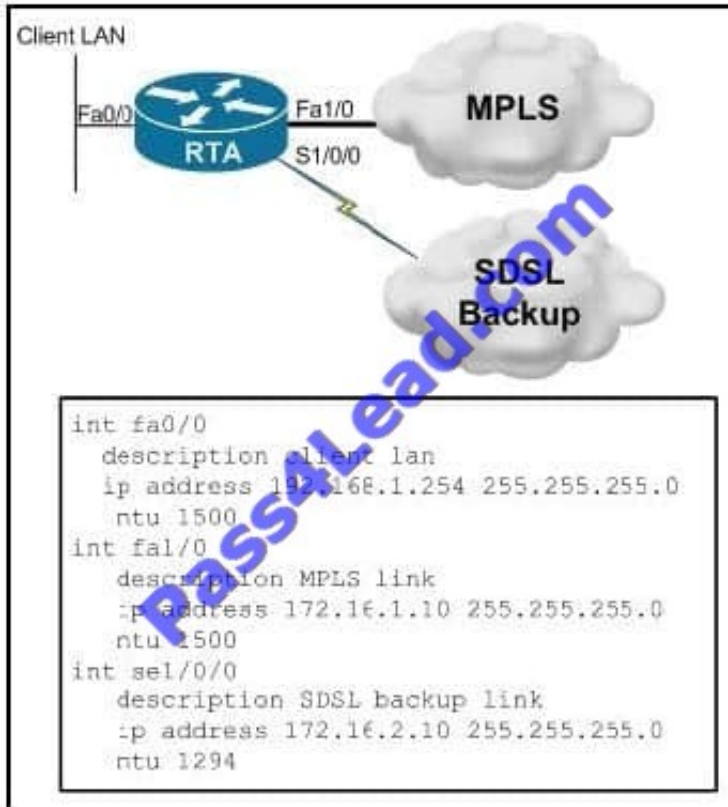 Client LAN
Fa0/0
RTA
Fa1/0
S1/0/0
MPLS
SDSL
Backup
Pass4Lead.com
int fa0/0
description client lan
ip address 192.168.1.254 255.255.255.0
mtu 1500
int fa1/0
description MPLS link
ip address 172.16.1.10 255.255.255.0
mtu 1500
int se1/0/0
description SDSL backup link
ip address 172.16.2.10 255.255.255.0
mtu 1294